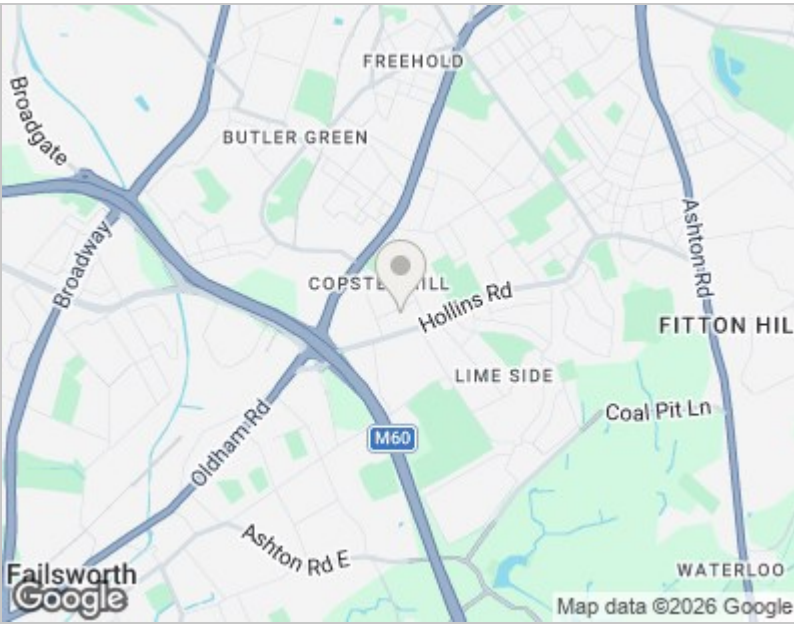 FREEHOLD
Broadgate
BUTLER GREEN
Broadway
Ashton Rd
COPSTER HILL
Hollins Rd
FITTON HIL
LIME SIDE
Coal Pit Ln
M60
Oldham Rd
Ashton Rd E
WATERLOO
Failsworth
Google
Map data ©2026 Google